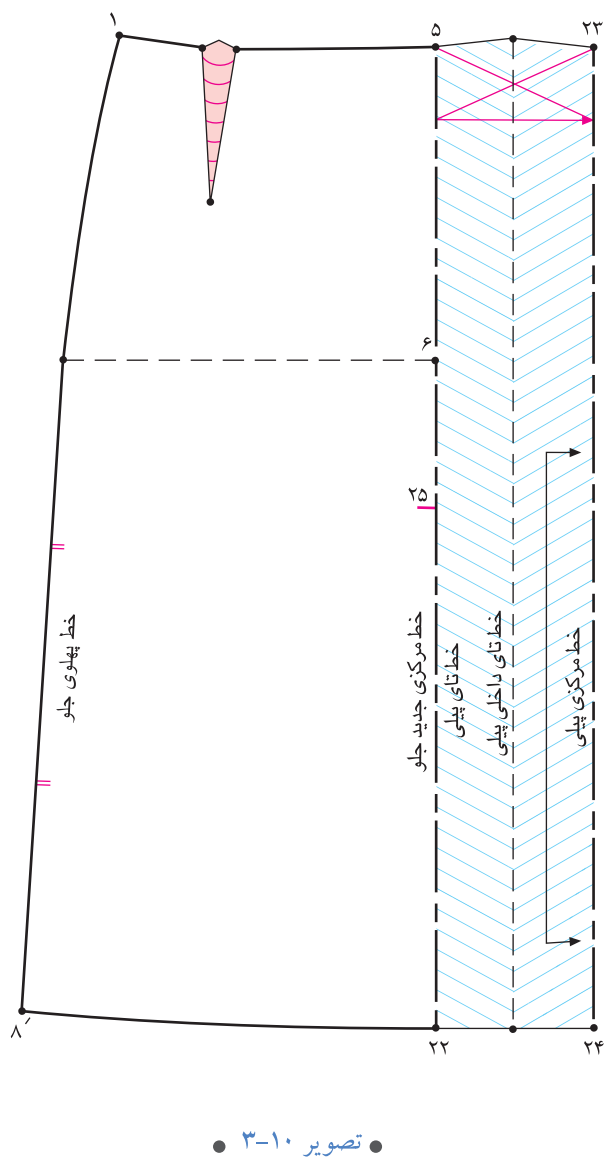 ۱
۵
۲۳
۶
۲۵
خط پهلوی جلو
خط مرکزی جدید جلو
خط تای پیلی
خط تای داخلی پیلی
خط مرکزی پیلی
۸′
۲۲
۲۴
تصویر ۱۰-۳